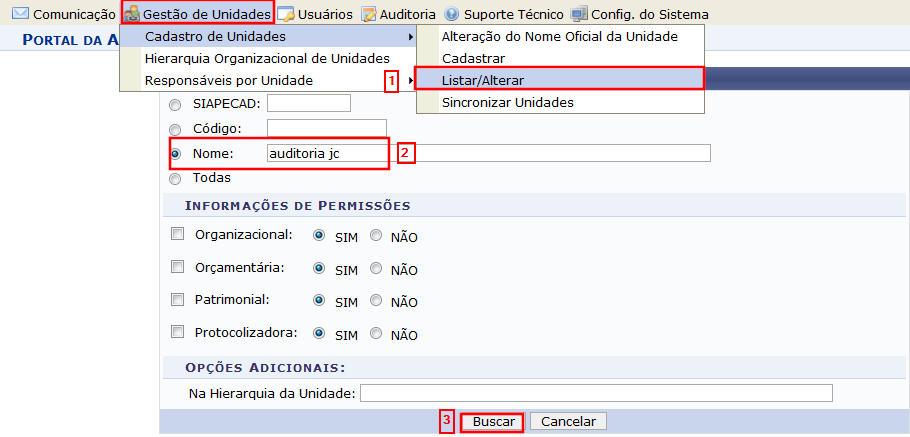 Comunicação Gestão de Unidades Usuários Auditoria Suporte Técnico Config. do Sistema
PORTAL DA A
Cadastro de Unidades
Hierarquia Organizacional de Unidades
Responsáveis por Unidade
1
Alteração do Nome Oficial da Unidade
Cadastrar
Listar/Alterar
Sincronizar Unidades
SIAPECAD:
Código:
Nome: auditoria jc 2
Todas
INFORMAÇÕES DE PERMISSÕES
Organizacional: SIM NÃO
Orçamentária: SIM NÃO
Patrimonial: SIM NÃO
Protocolizadora: SIM NÃO
OPÇÕES ADICIONAIS:
Na Hierarquia da Unidade:
3 Buscar Cancelar